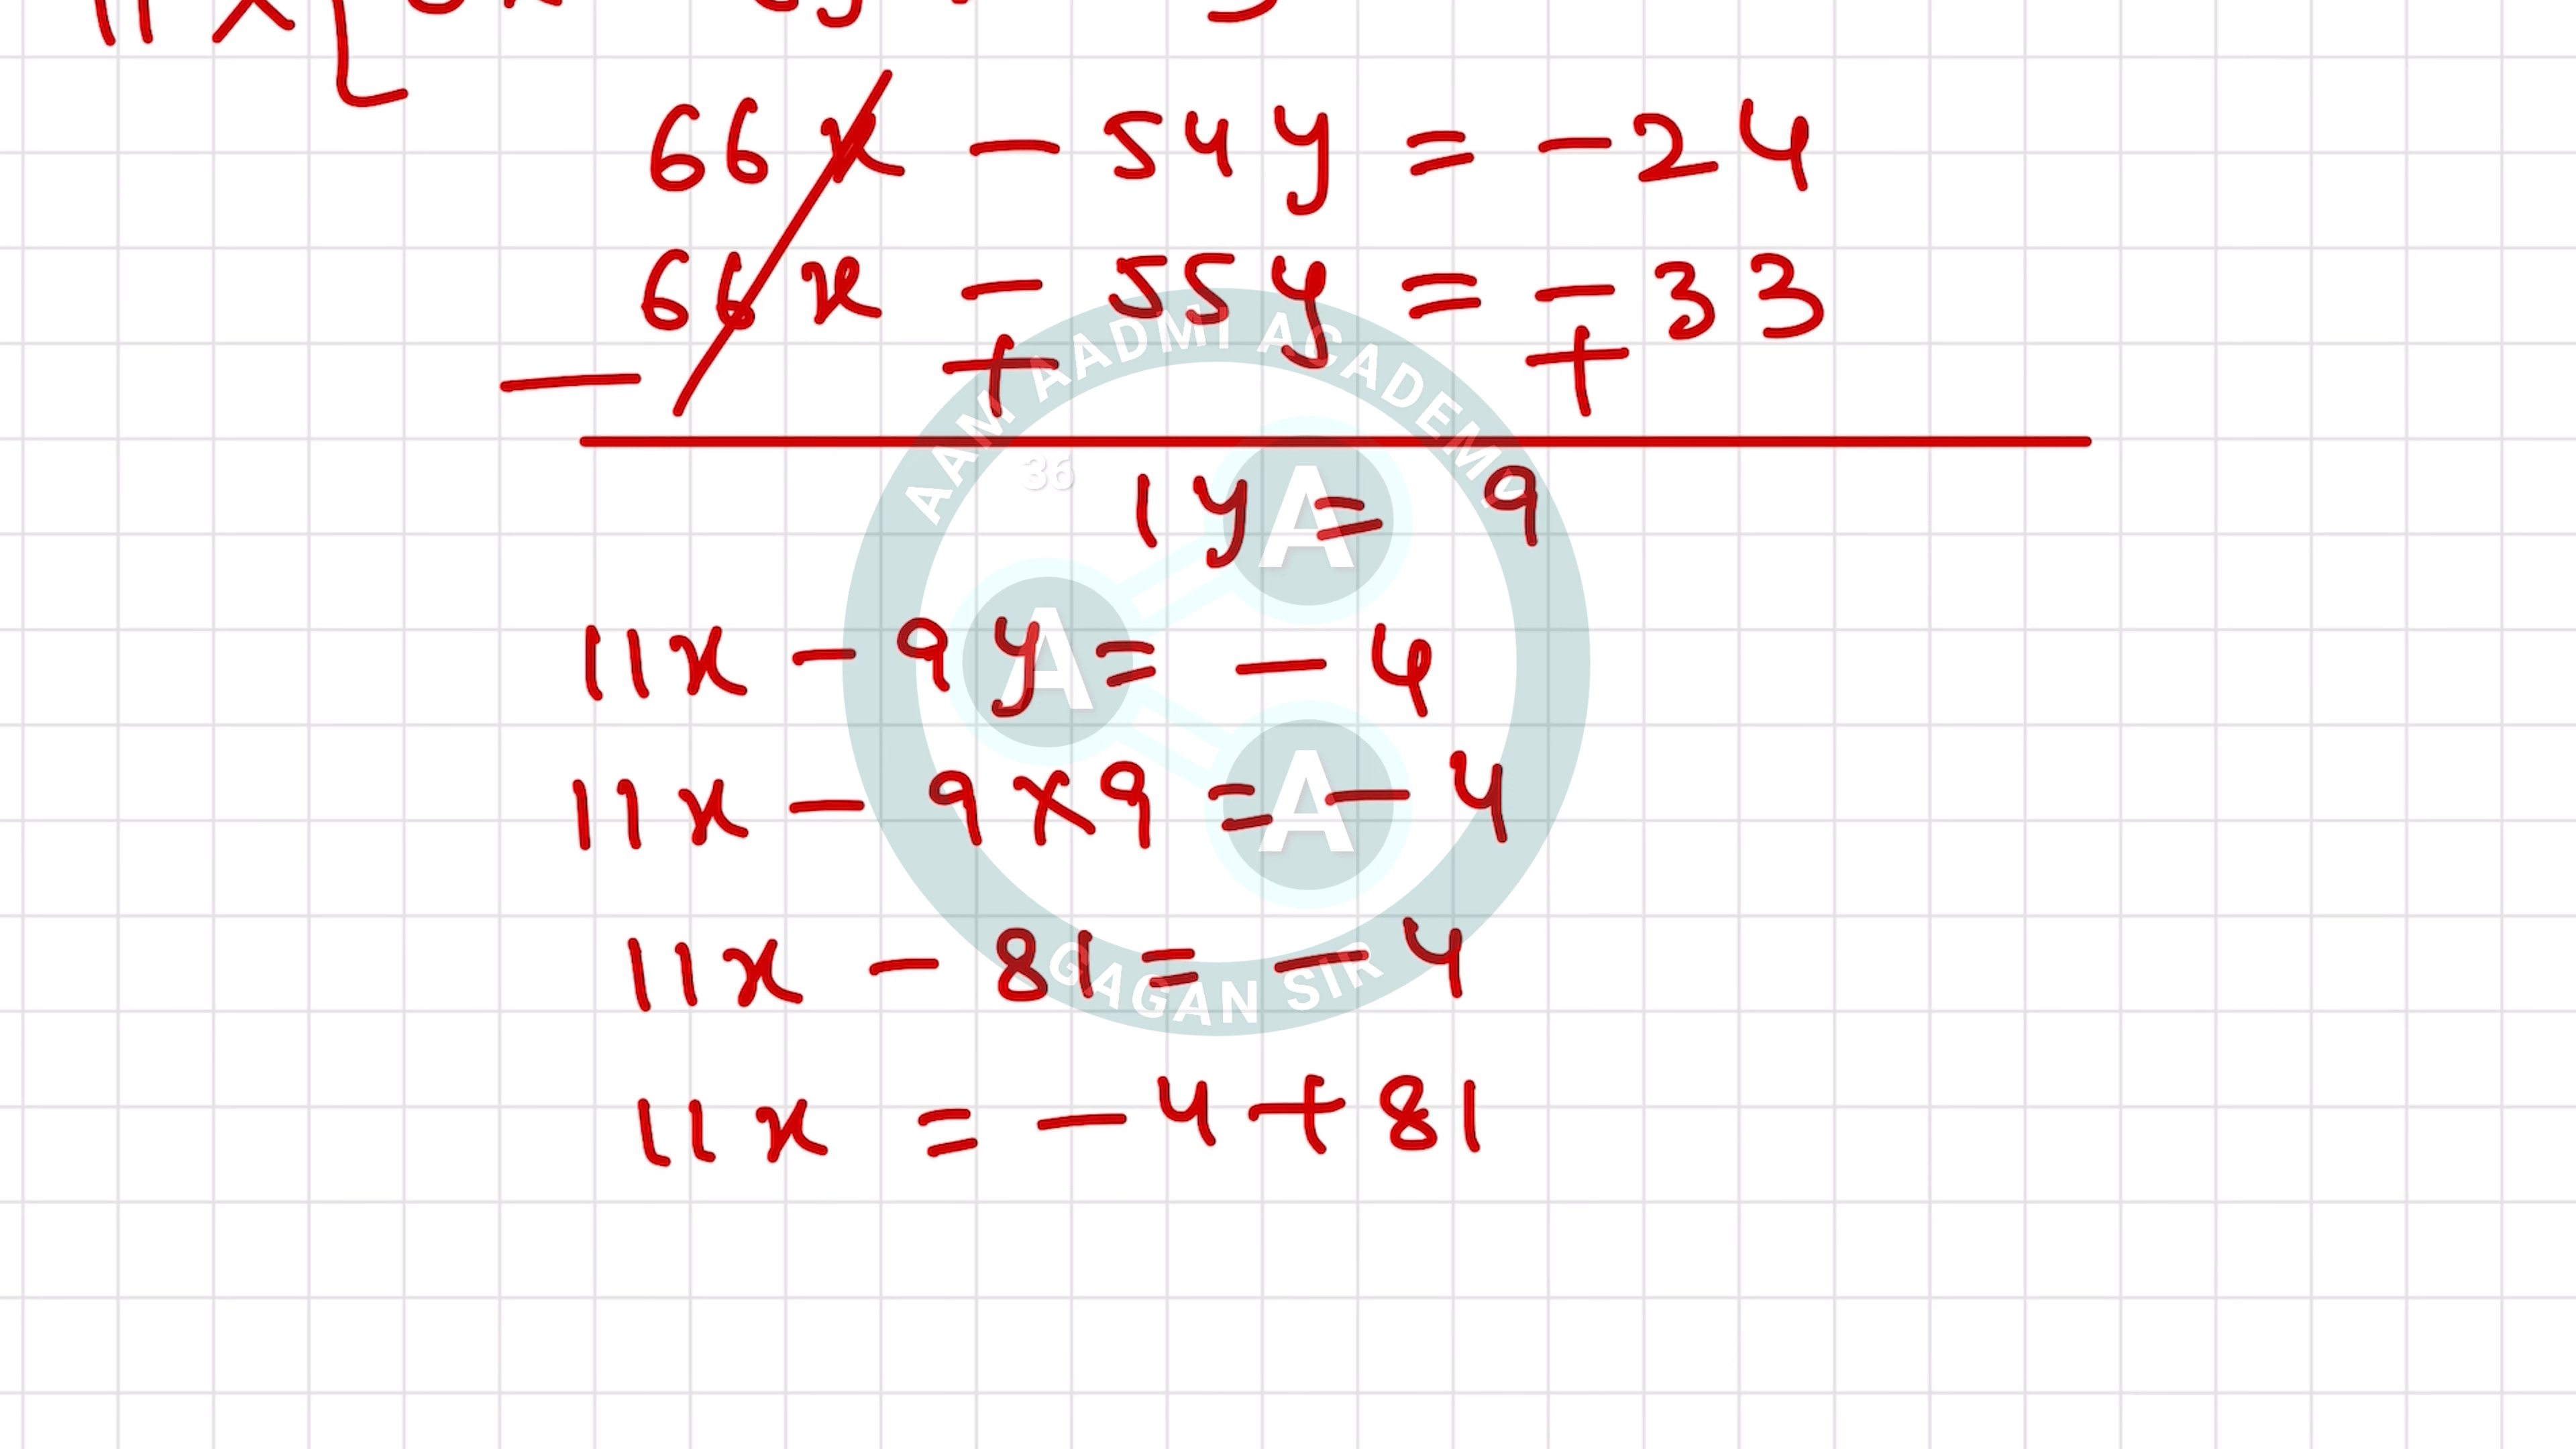 66x - 54y = -24
66x - 55y = -33
- + +
1y = 9
11x - 9y = -4
11x - 9×9 = -4
11x - 81 = -4
11x = -4+81
AAM AADMI ACADEMY
36
A
A
A
GAGAN SIR